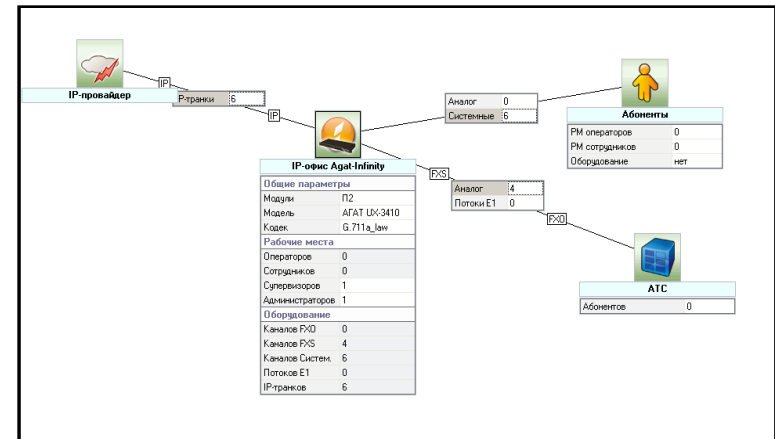 IP
IP-провайдер
Р-транки 6
IP
Аналог 0
Системные 6
Абоненты
РМ операторов 0
РМ сотрудников 0
Оборудование нет
IP-офис Agat-Infinity
Общие параметры
Модули П2
Модель АГАТ UX-3410
Кодек G.711a_law
Рабочие места
Операторов 0
Сотрудников 0
Супервизоров 1
Администраторов 1
Оборудование
Каналов FXO 0
Каналов FXS 4
Каналов Систем. 6
Потоков E1 0
IP-транков 6
FXS
Аналог 4
Потоки E1 0
FXO
АТС
Абонентов 0